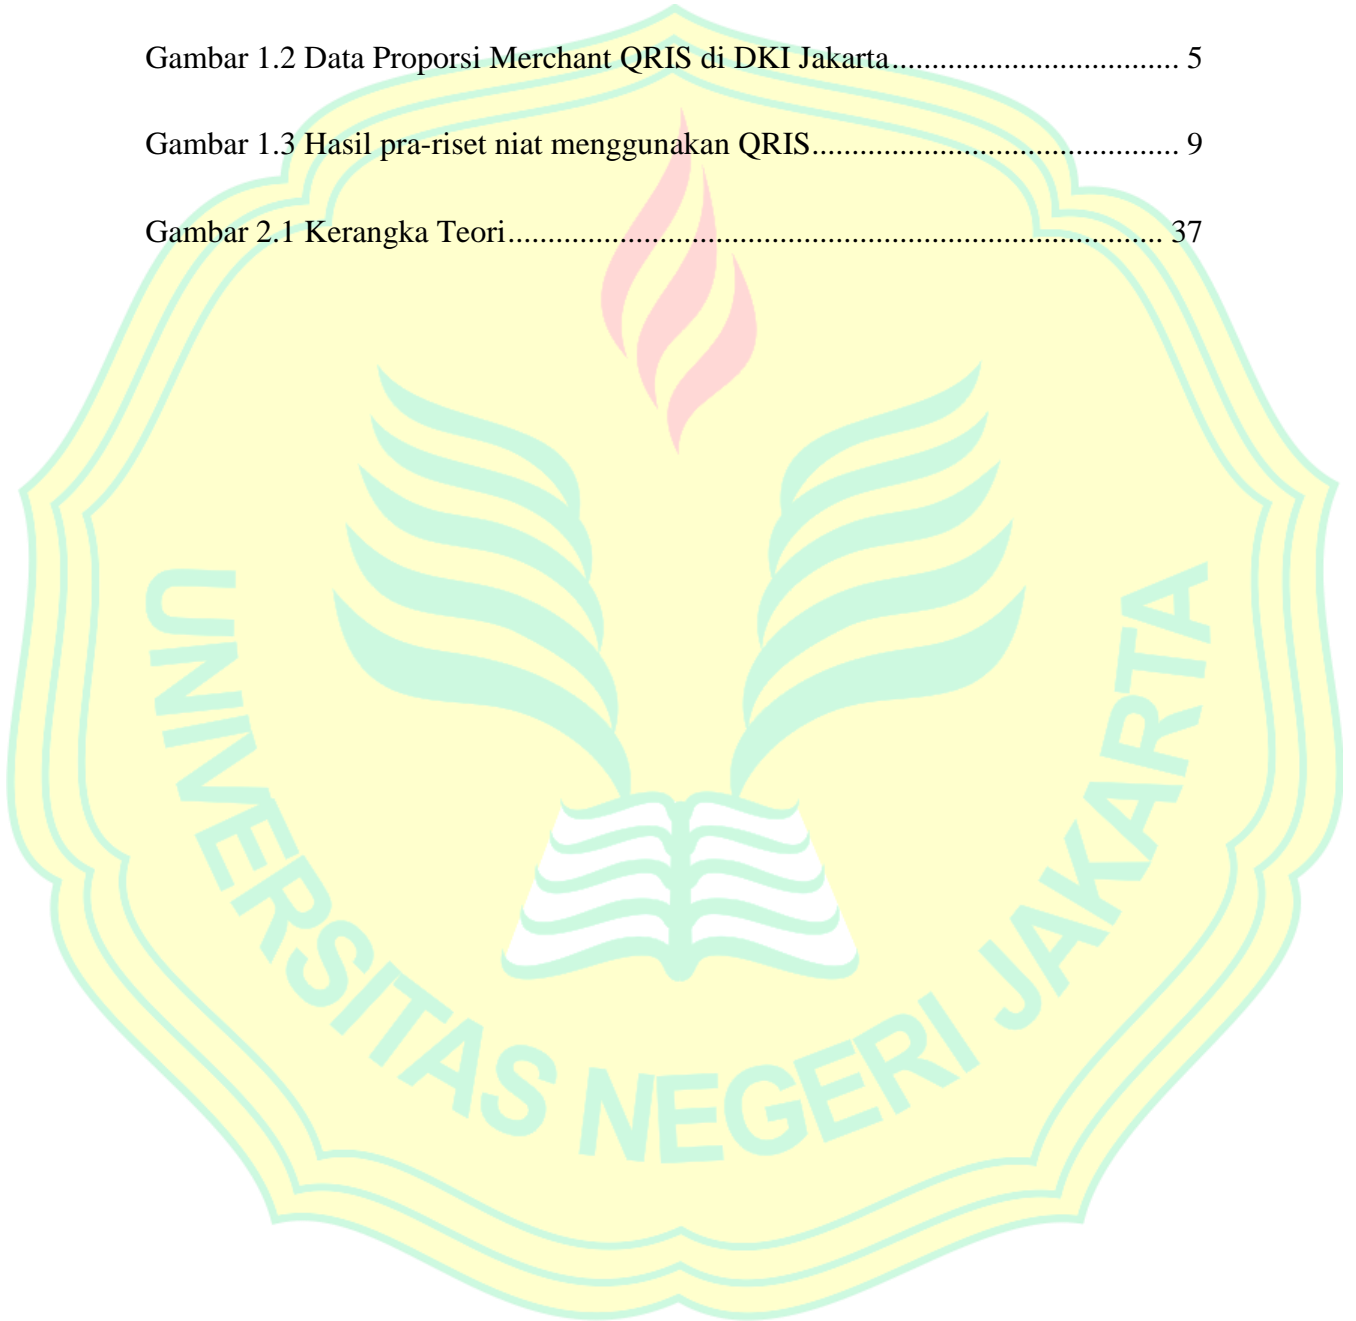 Gambar 1.2 Data Proporsi Merchant QRIS di DKI Jakarta.................................... 5
Gambar 1.3 Hasil pra-riset niat menggunakan QRIS.............................................. 9
Gambar 2.1 Kerangka Teori................................................................................. 37
UNIVERSITAS NEGERI JAKARTA